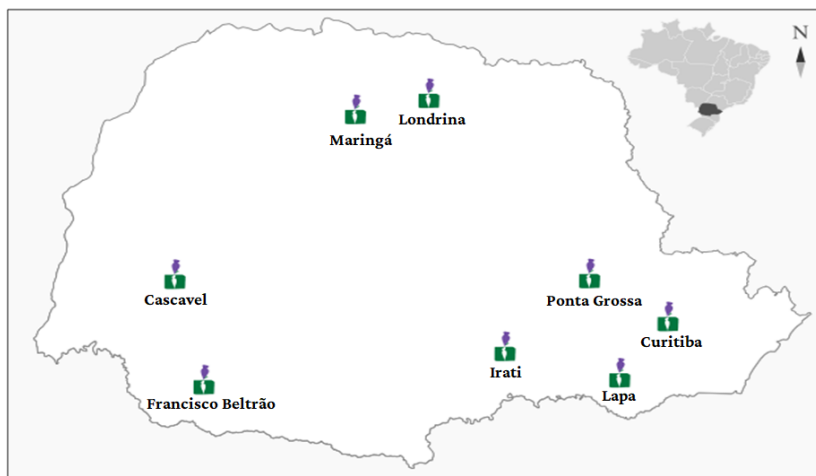 N
Londrina
Maringá
Cascavel
Ponta Grossa
Curitiba
Irati
Lapa
Francisco Beltrão